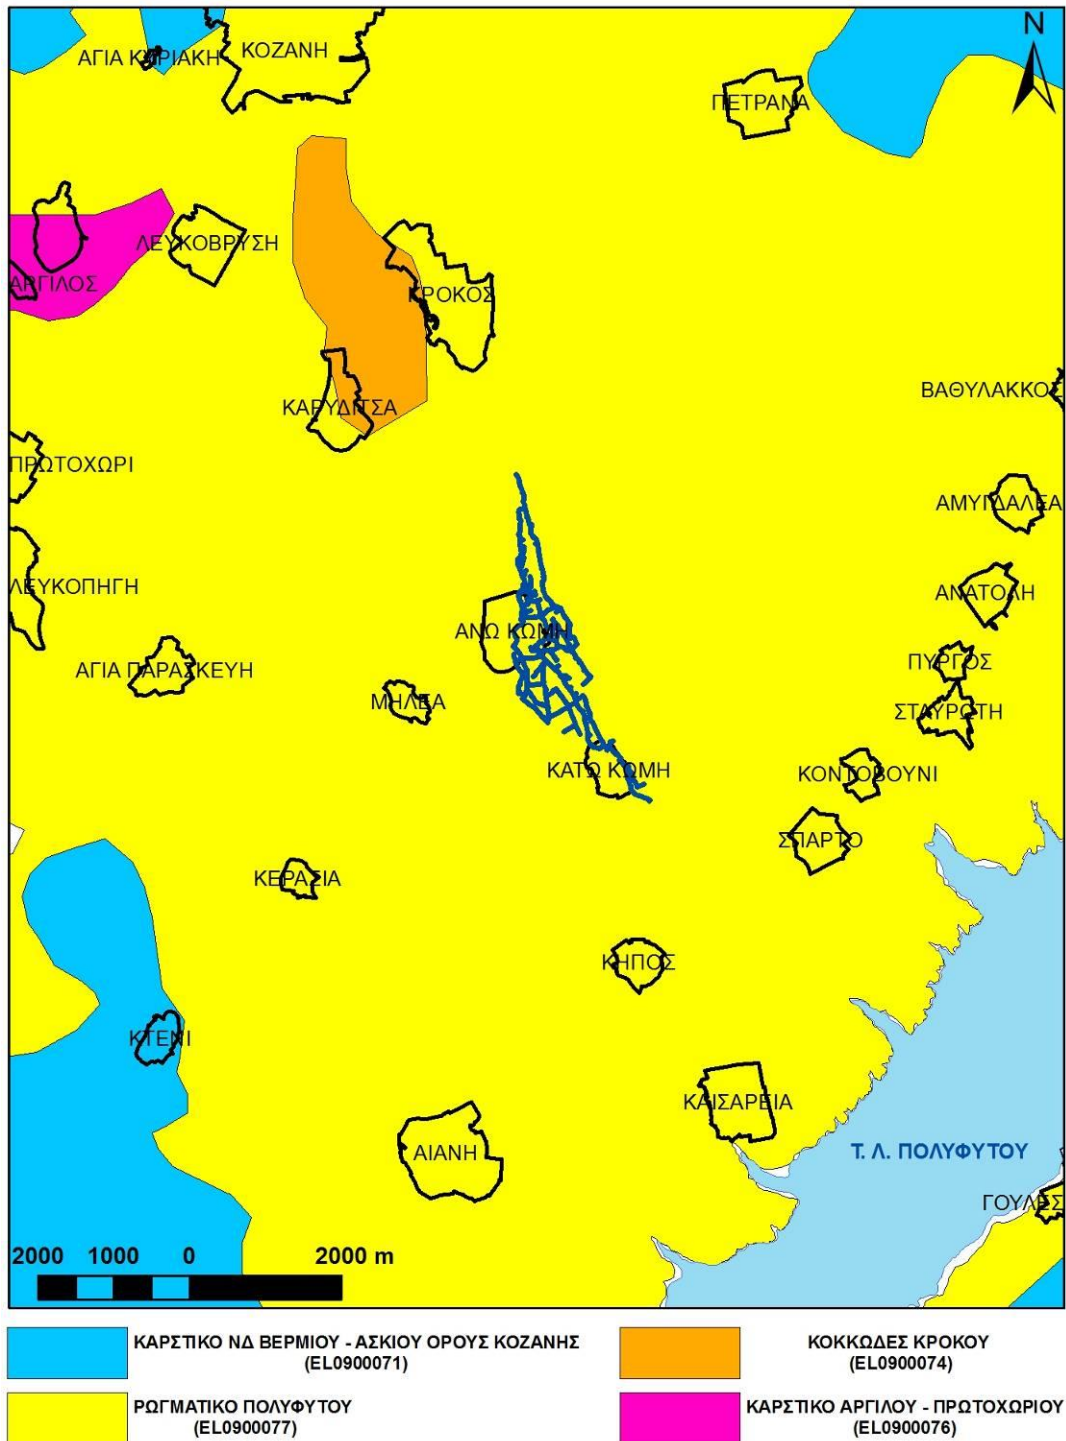 N
ΑΓΙΑ ΚΥΡΙΑΚΗ
ΚΟΖΑΝΗ
ΠΕΤΡΑΝΑ
ΛΕΥΚΟΒΡΥΣΗ
ΑΡΓΙΛΟΣ
ΚΡΟΚΟΣ
ΒΑΘΥΛΑΚΚΟΣ
ΚΑΡΥΔΙΤΣΑ
ΠΡΩΤΟΧΩΡΙ
ΑΜΥΓΔΑΛΕΑ
ΛΕΥΚΟΠΗΓΗ
ΑΝΑΤΟΛΗ
ΑΝΩ ΚΩΜΗ
ΑΓΙΑ ΠΑΡΑΣΚΕΥΗ
ΠΥΡΓΟΣ
ΜΗΛΕΑ
ΣΤΑΥΡΩΤΗ
ΚΑΤΩ ΚΩΜΗ
ΚΟΝΤΟΒΟΥΝΙ
ΣΠΑΡΤΟ
ΚΕΡΑΣΙΑ
ΚΗΠΟΣ
ΚΤΕΝΙ
ΚΑΙΣΑΡΕΙΑ
ΑΙΑΝΗ
Τ. Λ. ΠΟΛΥΦΥΤΟΥ
ΓΟΥΛΕΣ
2000 1000 0 2000 m
ΚΑΡΣΤΙΚΟ ΝΔ ΒΕΡΜΙΟΥ - ΑΣΚΙΟΥ ΟΡΟΥΣ ΚΟΖΑΝΗΣ
(EL0900071)
ΚΟΚΚΩΔΕΣ ΚΡΟΚΟΥ
(EL0900074)
ΡΩΓΜΑΤΙΚΟ ΠΟΛΥΦΥΤΟΥ
(EL0900077)
ΚΑΡΣΤΙΚΟ ΑΡΓΙΛΟΥ - ΠΡΩΤΟΧΩΡΙΟΥ
(EL0900076)